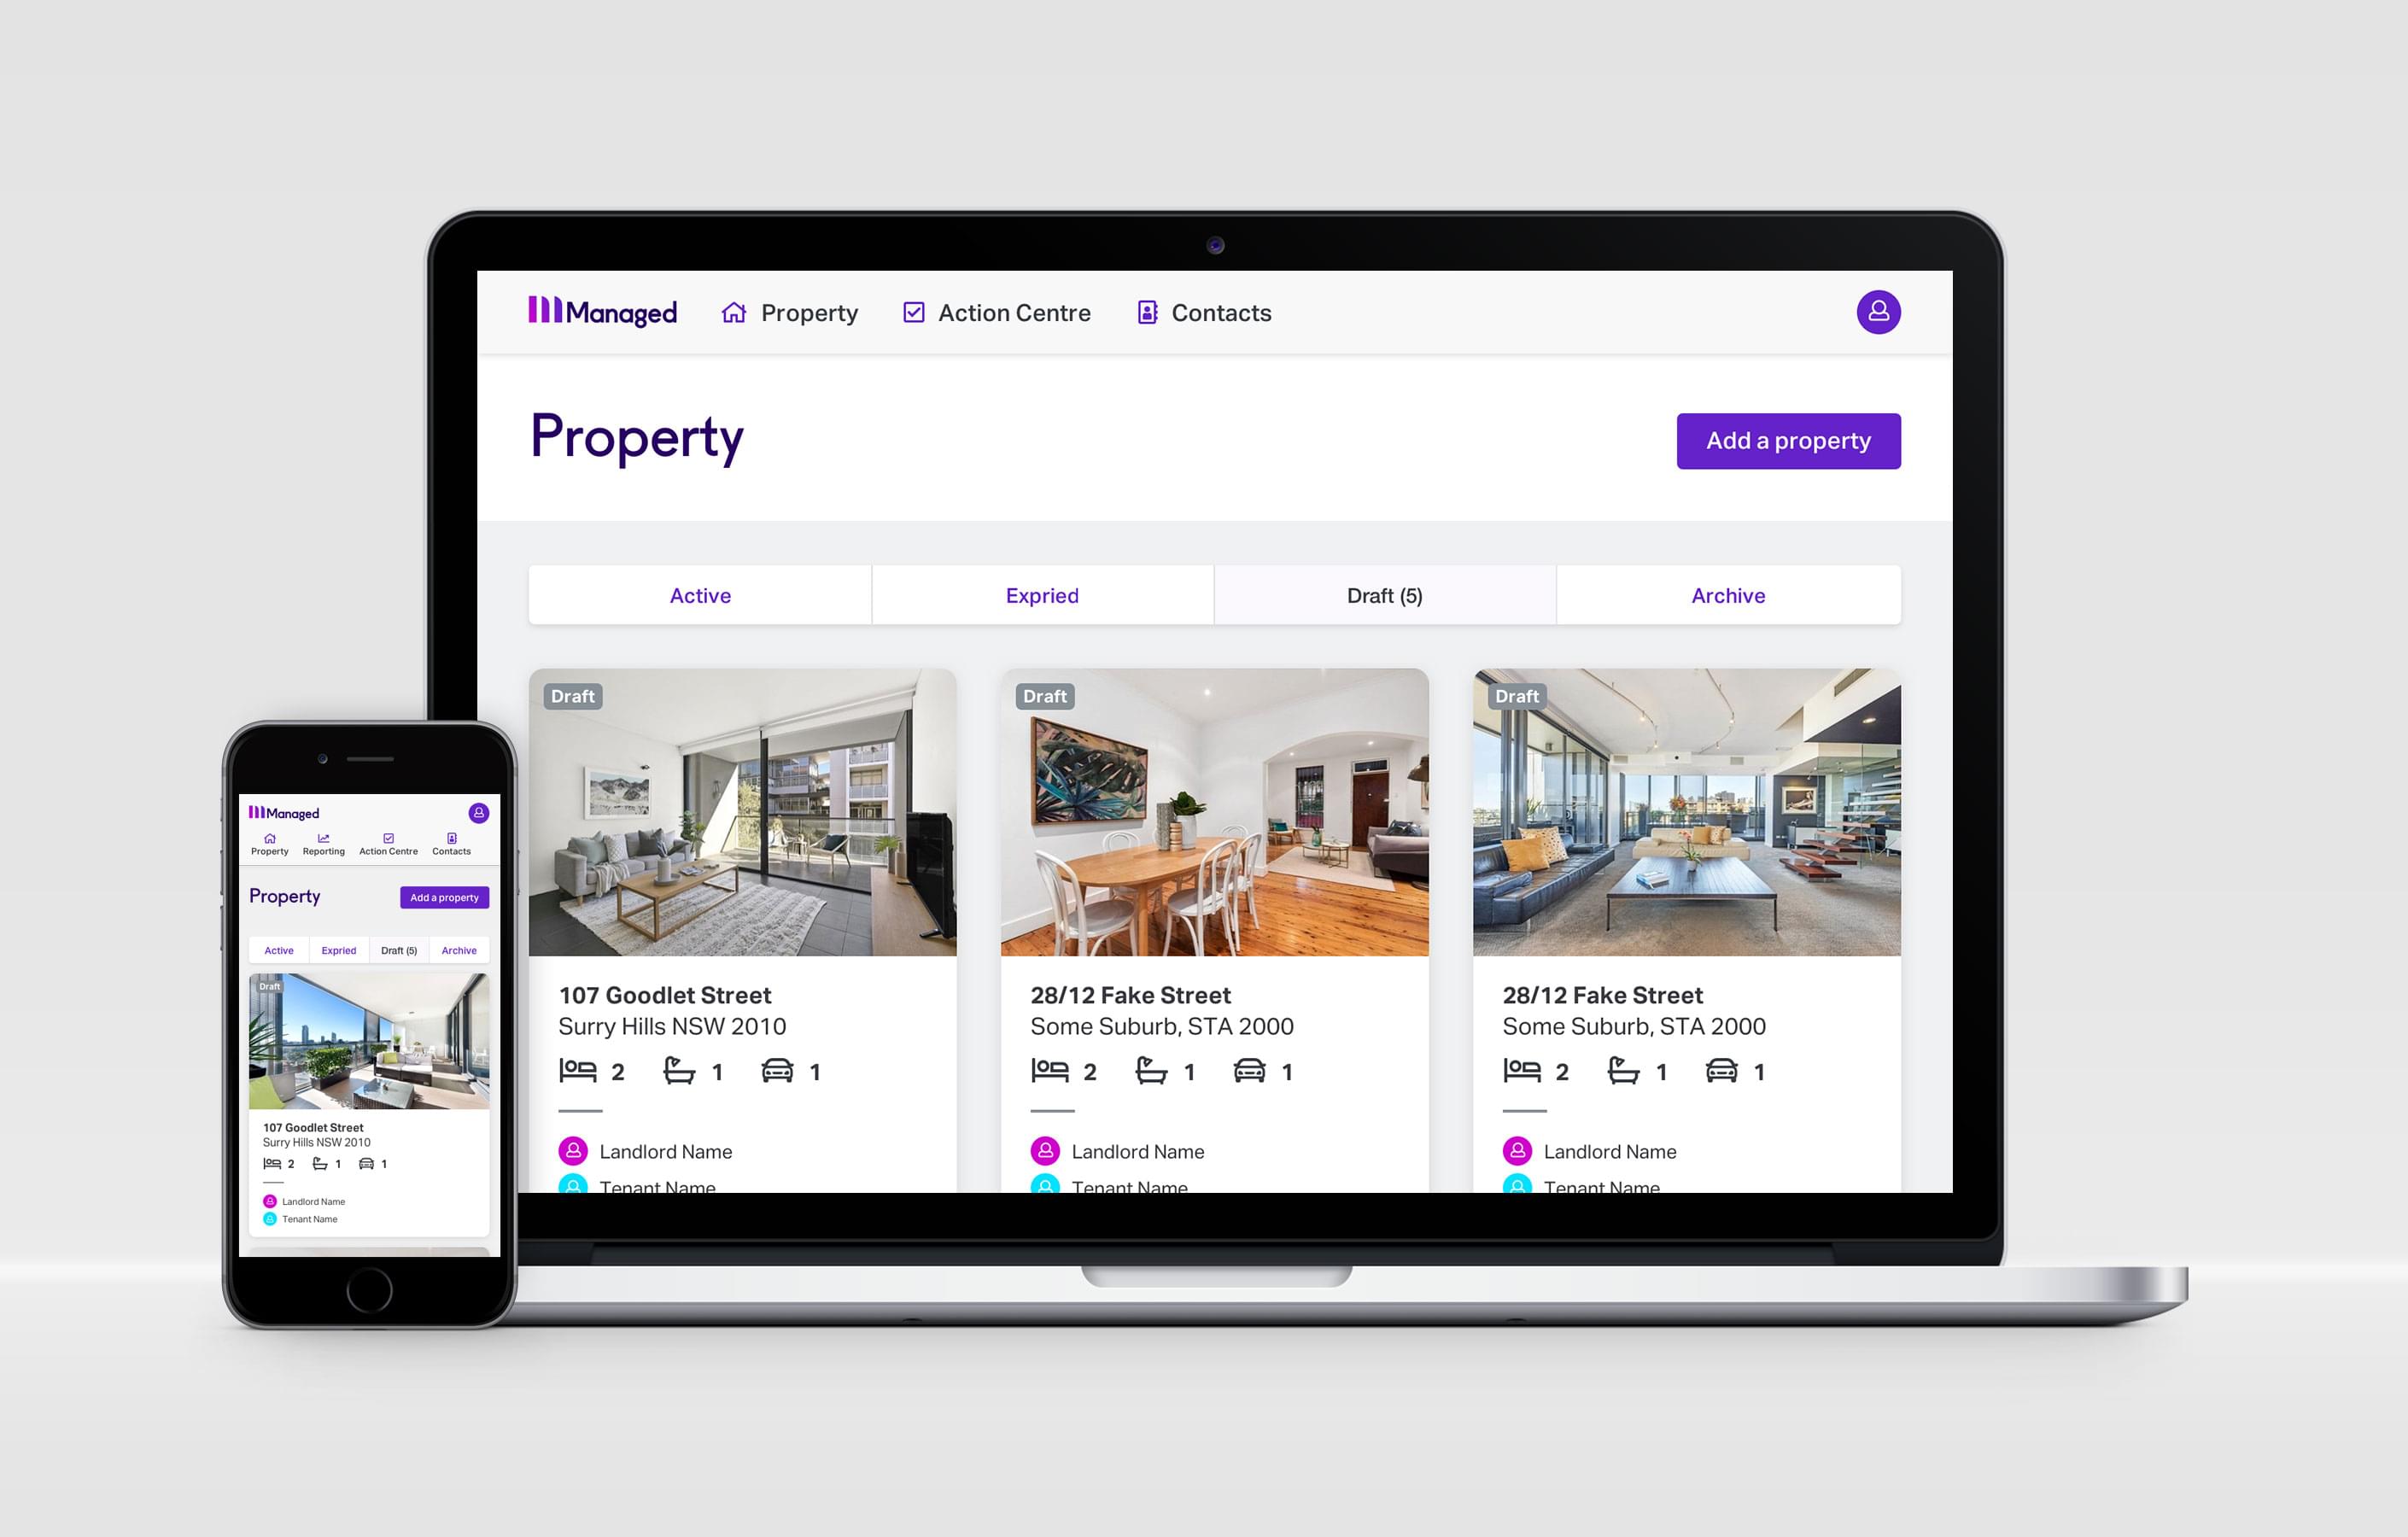 Managed
Property
Action Centre
Contacts
Property
Add a property
Active
Expried
Draft (5)
Archive
Draft
Draft
Draft
107 Goodlet Street
Surry Hills NSW 2010
2 1 1
Landlord Name
Tenant Name
28/12 Fake Street
Some Suburb, STA 2000
2 1 1
Landlord Name
Tenant Name
28/12 Fake Street
Some Suburb, STA 2000
2 1 1
Landlord Name
Tenant Name
Managed
Property
Reporting
Action Centre
Contacts
Property
Add a property
Active
Expried
Draft (5)
Archive
Draft
107 Goodlet Street
Surry Hills NSW 2010
2 1 1
Landlord Name
Tenant Name